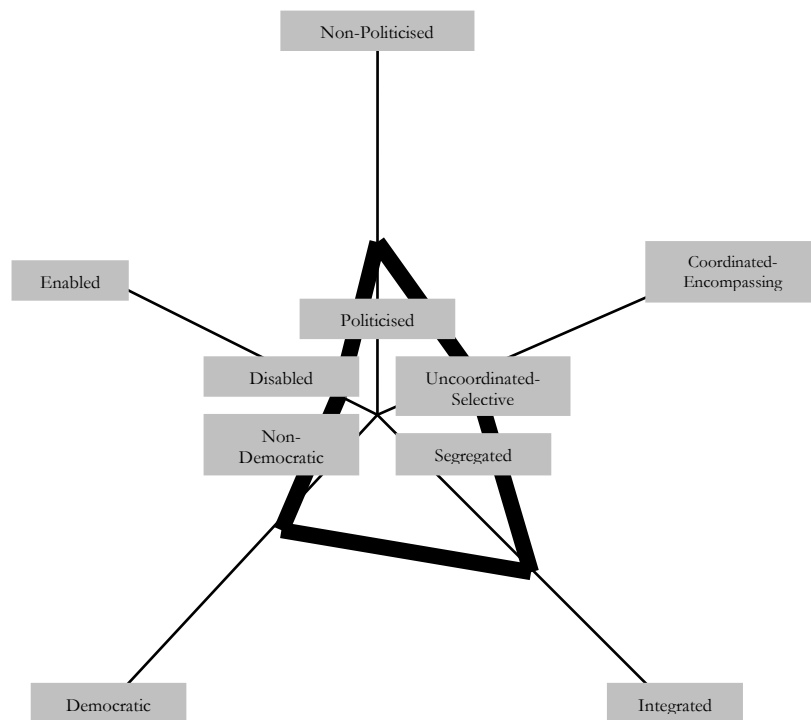 Non-Politicised
Enabled
Coordinated-
Encompassing
Politicised
Disabled
Uncoordinated-
Selective
Non-
Democratic
Segregated
Democratic
Integrated